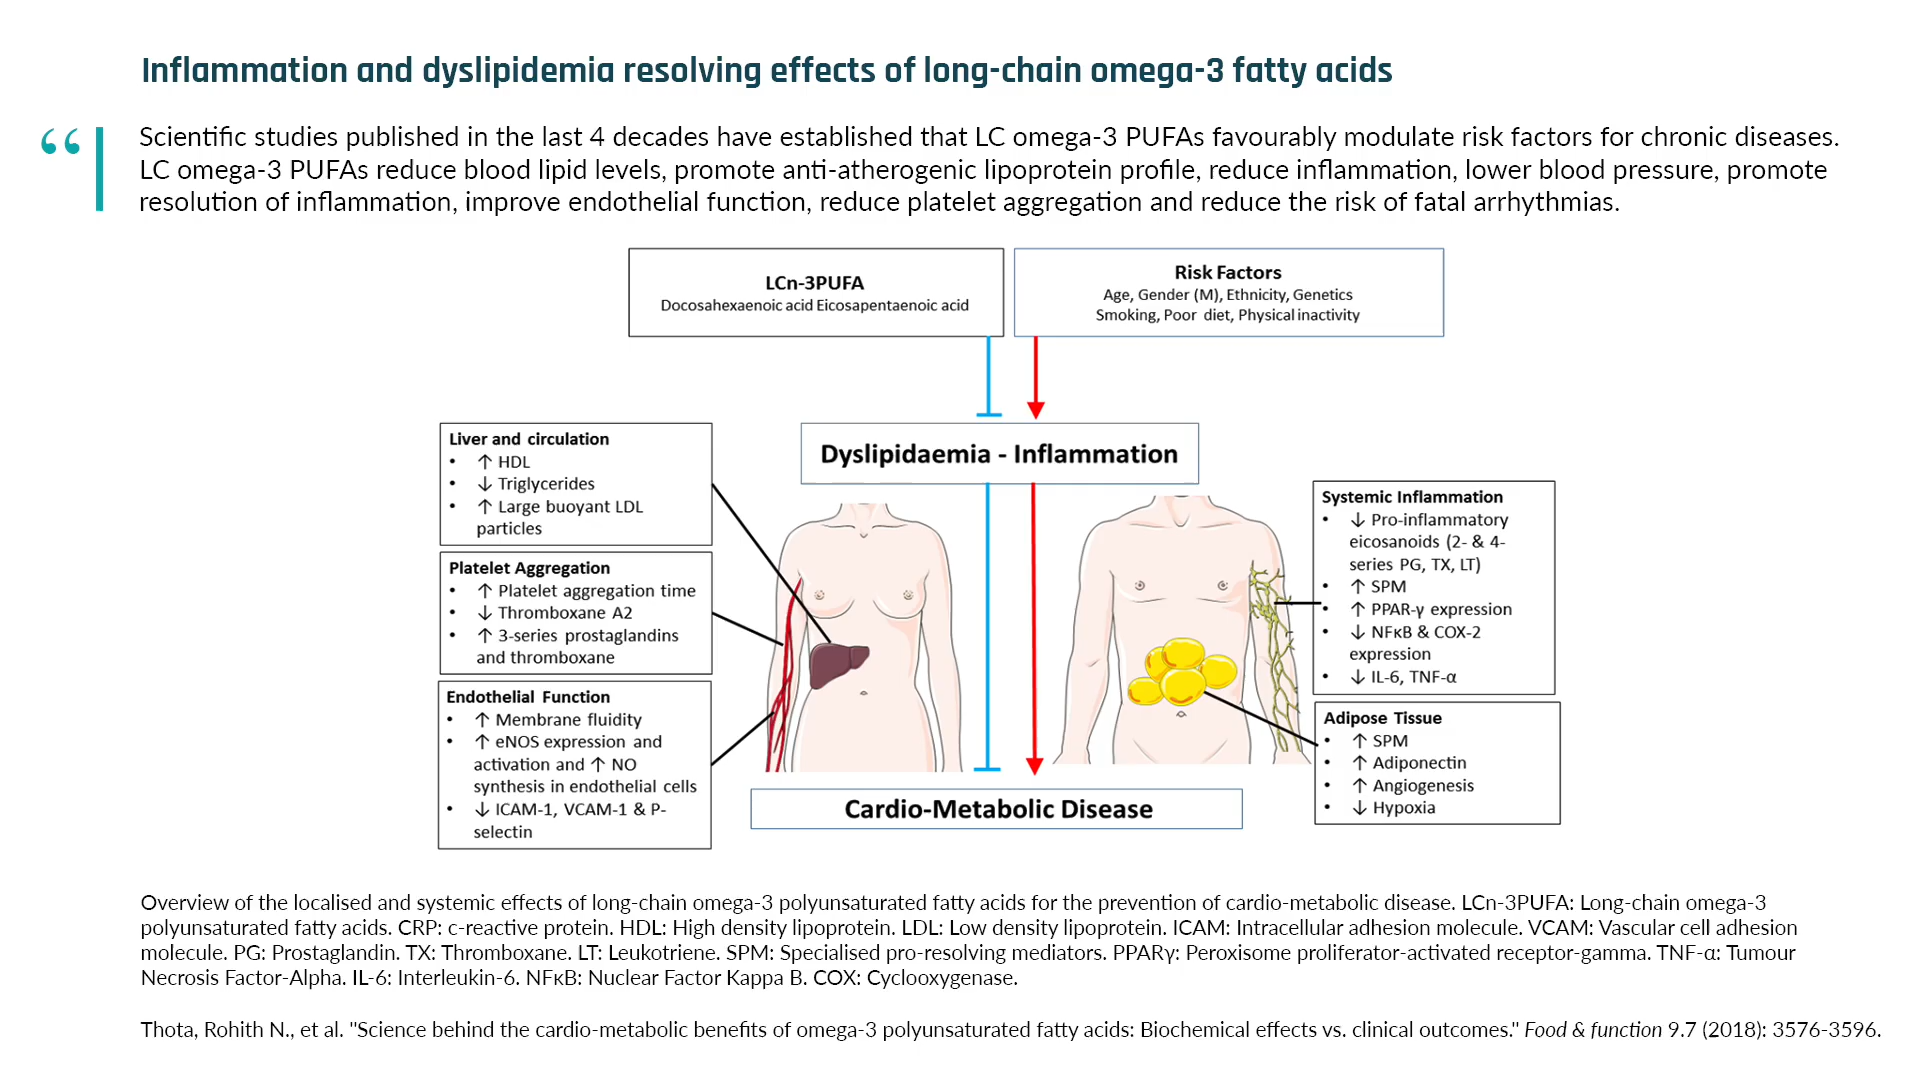 Inflammation and dyslipidemia resolving effects of long-chain omega-3 fatty acids
“
Scientific studies published in the last 4 decades have established that LC omega-3 PUFAs favourably modulate risk factors for chronic diseases.
LC omega-3 PUFAs reduce blood lipid levels, promote anti-atherogenic lipoprotein profile, reduce inflammation, lower blood pressure, promote
resolution of inflammation, improve endothelial function, reduce platelet aggregation and reduce the risk of fatal arrhythmias.
LCn-3PUFA
Docosahexaenoic acid Eicosapentaenoic acid
Risk Factors
Age, Gender (M), Ethnicity, Genetics
Smoking, Poor diet, Physical inactivity
Dyslipidaemia - Inflammation
Liver and circulation
• ↑ HDL
• ↓ Triglycerides
• ↑ Large buoyant LDL
particles
Platelet Aggregation
• ↑ Platelet aggregation time
• ↓ Thromboxane A2
• ↑ 3-series prostaglandins
and thromboxane
Endothelial Function
• ↑ Membrane fluidity
• ↑ eNOS expression and
activation and ↑ NO
synthesis in endothelial cells
• ↓ ICAM-1, VCAM-1 & P-
selectin
Systemic Inflammation
• ↓ Pro-inflammatory
eicosanoids (2- & 4-
series PG, TX, LT)
• ↑ SPM
• ↑ PPAR-γ expression
• ↓ NFκB & COX-2
expression
• ↓ IL-6, TNF-α
Adipose Tissue
• ↑ SPM
• ↑ Adiponectin
• ↑ Angiogenesis
• ↓ Hypoxia
Cardio-Metabolic Disease
Overview of the localised and systemic effects of long-chain omega-3 polyunsaturated fatty acids for the prevention of cardio-metabolic disease. LCn-3PUFA: Long-chain omega-3
polyunsaturated fatty acids. CRP: c-reactive protein. HDL: High density lipoprotein. LDL: Low density lipoprotein. ICAM: Intracellular adhesion molecule. VCAM: Vascular cell adhesion
molecule. PG: Prostaglandin. TX: Thromboxane. LT: Leukotriene. SPM: Specialised pro-resolving mediators. PPARγ: Peroxisome proliferator-activated receptor-gamma. TNF-α: Tumour
Necrosis Factor-Alpha. IL-6: Interleukin-6. NFκB: Nuclear Factor Kappa B. COX: Cyclooxygenase.
Thota, Rohith N., et al. "Science behind the cardio-metabolic benefits of omega-3 polyunsaturated fatty acids: Biochemical effects vs. clinical outcomes." Food & function 9.7 (2018): 3576-3596.